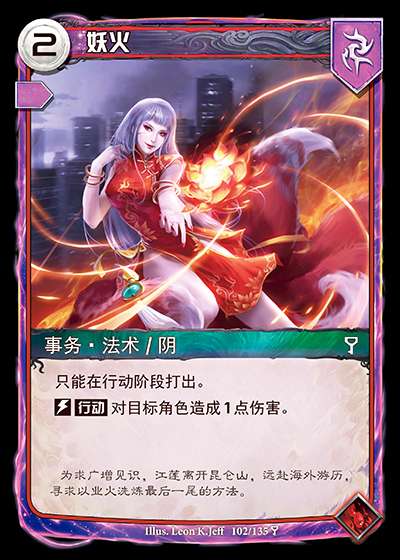 2 妖火
事务·法术/阴
只能在行动阶段打出。
行动 对目标角色造成1点伤害。
为求广增见识，江莲离开昆仑山，远赴海外游历，
寻求以业火洗炼最后一尾的方法。
Illus. Leon K.Jeff 102/135